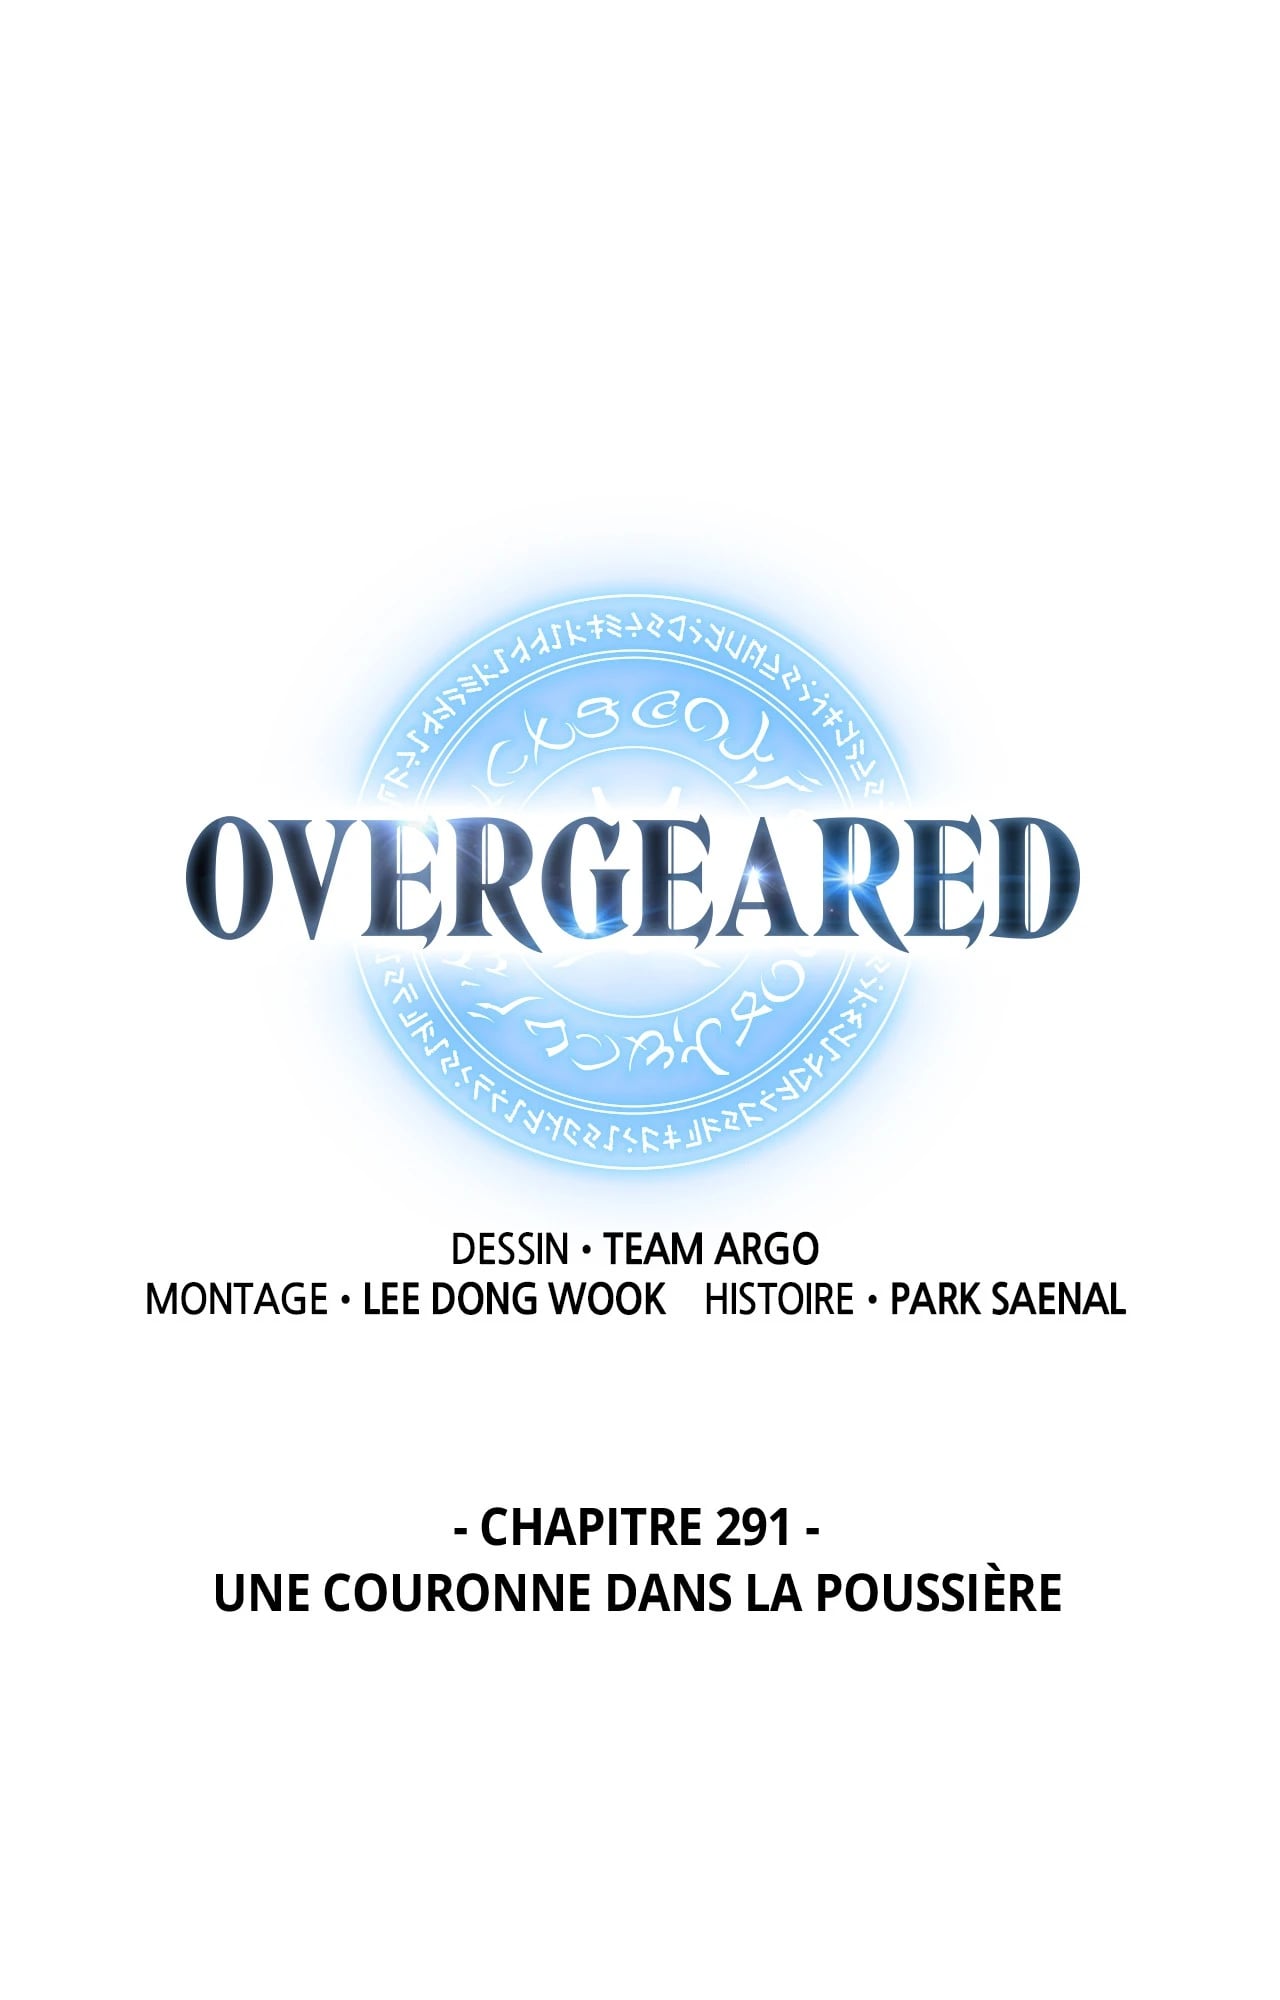 OVERGEARED
DESSIN • TEAM ARGO
MONTAGE • LEE DONG WOOK HISTOIRE • PARK SAENAL
- CHAPITRE 291 -
UNE COURONNE DANS LA POUSSIÈRE